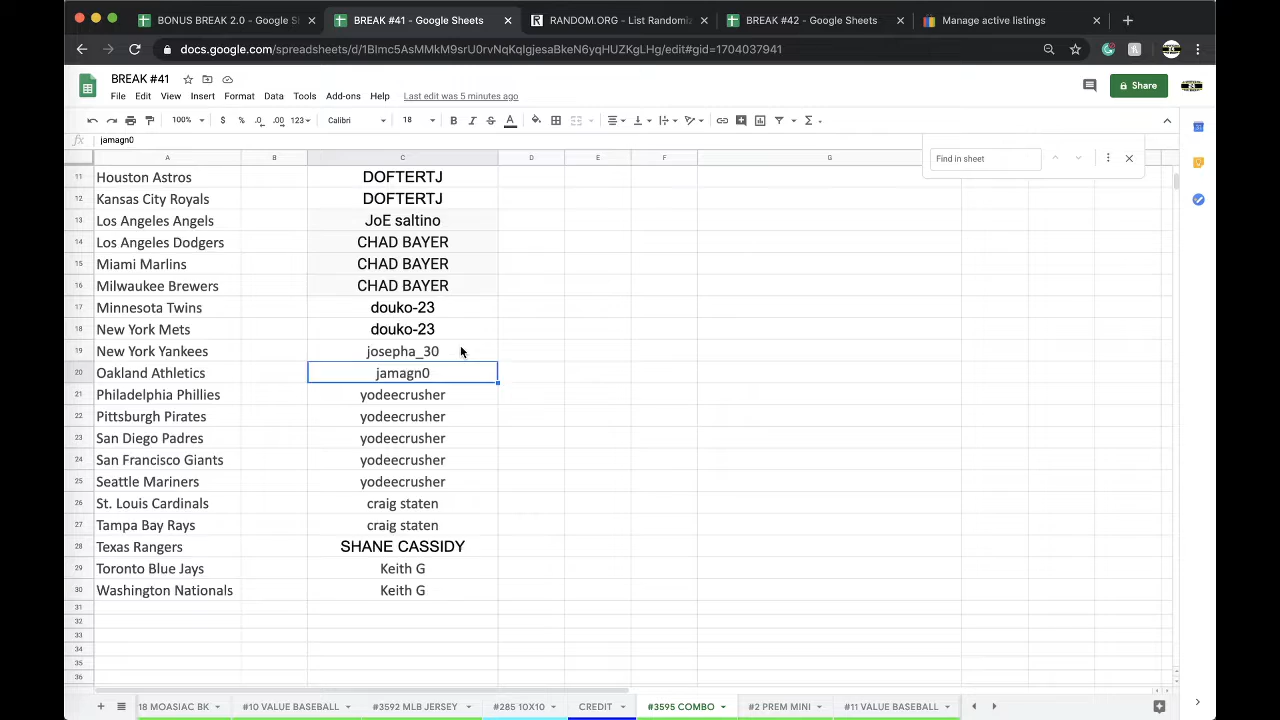 BONUS BREAK 2.0 - Google Sl
BREAK #41 - Google Sheets
RANDOM.ORG - List Randomiz
BREAK #42 - Google Sheets
Manage active listings
docs.google.com/spreadsheets/d/1BImc5AsMMkM9srU0rvNqKqIgjesaBkeN6yqHUZKgLHg/edit#gid=1704037941
BREAK #41
Share
File Edit View Insert Format Data Tools Add-ons Help Last edit was 5 minutes ago
100% $ % .0 .00 123 Calibri 18 B I S A
fx jamagn0
Find in sheet
A B C D E F G
11 Houston Astros DOFTERTJ
12 Kansas City Royals DOFTERTJ
13 Los Angeles Angels JoE saltino
14 Los Angeles Dodgers CHAD BAYER
15 Miami Marlins CHAD BAYER
16 Milwaukee Brewers CHAD BAYER
17 Minnesota Twins douko-23
18 New York Mets douko-23
19 New York Yankees josepha_30
20 Oakland Athletics jamagn0
21 Philadelphia Phillies yodeecrusher
22 Pittsburgh Pirates yodeecrusher
23 San Diego Padres yodeecrusher
24 San Francisco Giants yodeecrusher
25 Seattle Mariners yodeecrusher
26 St. Louis Cardinals craig staten
27 Tampa Bay Rays craig staten
28 Texas Rangers SHANE CASSIDY
29 Toronto Blue Jays Keith G
30 Washington Nationals Keith G
31
32
33
34
35
36
18 MOASIAC BK #10 VALUE BASEBALL #3592 MLB JERSEY #285 10X10 CREDIT #3595 COMBO #2 PREM MINI #11 VALUE BASEBALL